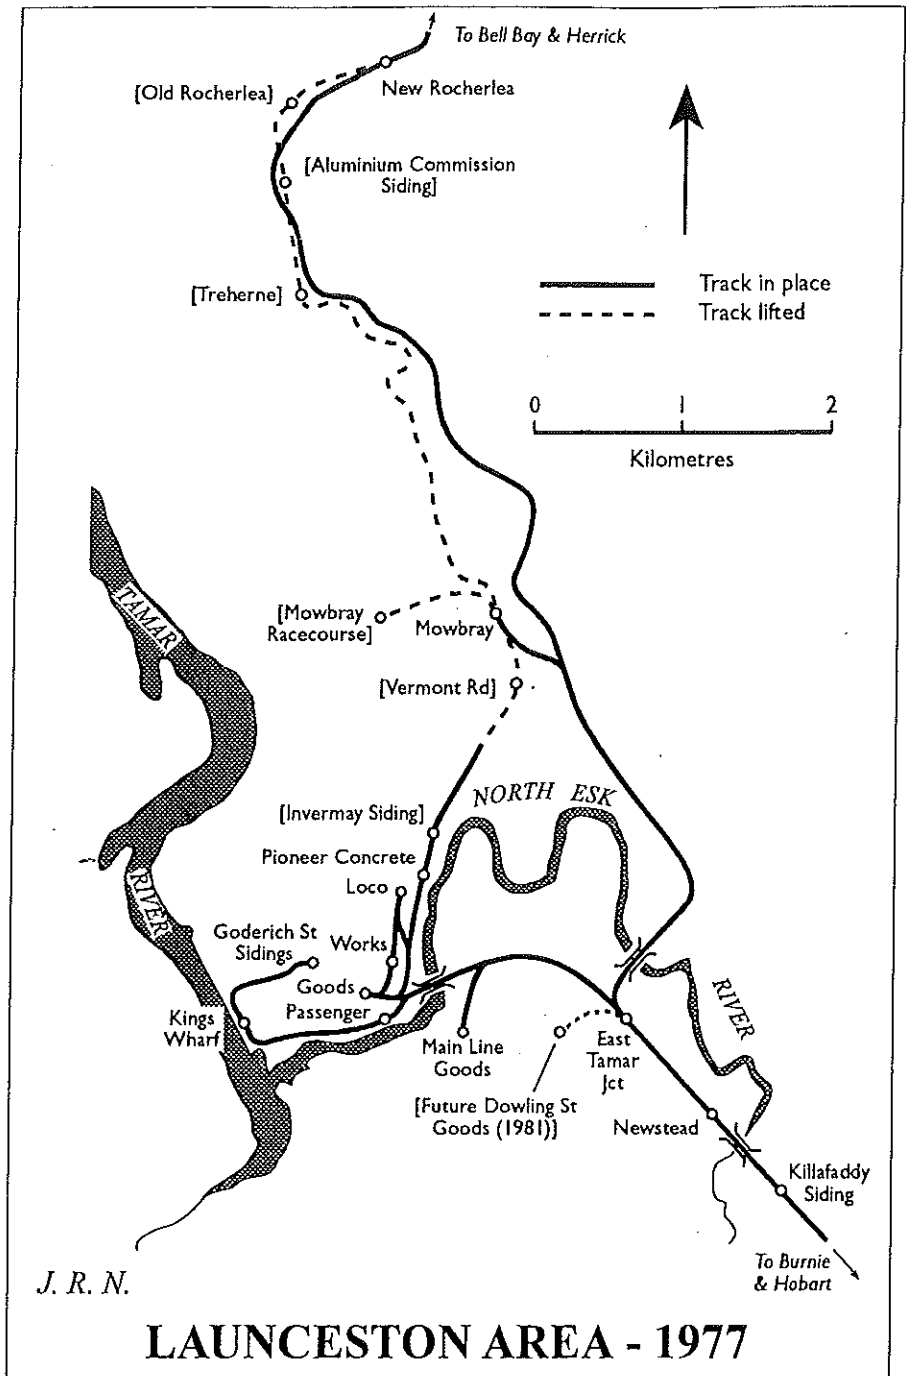 To Bell Bay & Herrick
New Rocherlea
[Old Rocherlea]
[Aluminium Commission
Siding]
[Treherne]
Track in place
Track lifted
0 1 2
Kilometres
TAMAR
RIVER
[Mowbray
Racecourse]
Mowbray
[Vermont Rd]
NORTH ESK
RIVER
[Invermay Siding]
Pioneer Concrete
Loco
Goderich St
Sidings
Works
Goods
Passenger
Kings
Wharf
Main Line
Goods
East
Tamar
Jct
[Future Dowling St
Goods (1981)]
Newstead
Killafaddy
Siding
To Burnie
& Hobart
J. R. N.
LAUNCESTON AREA - 1977